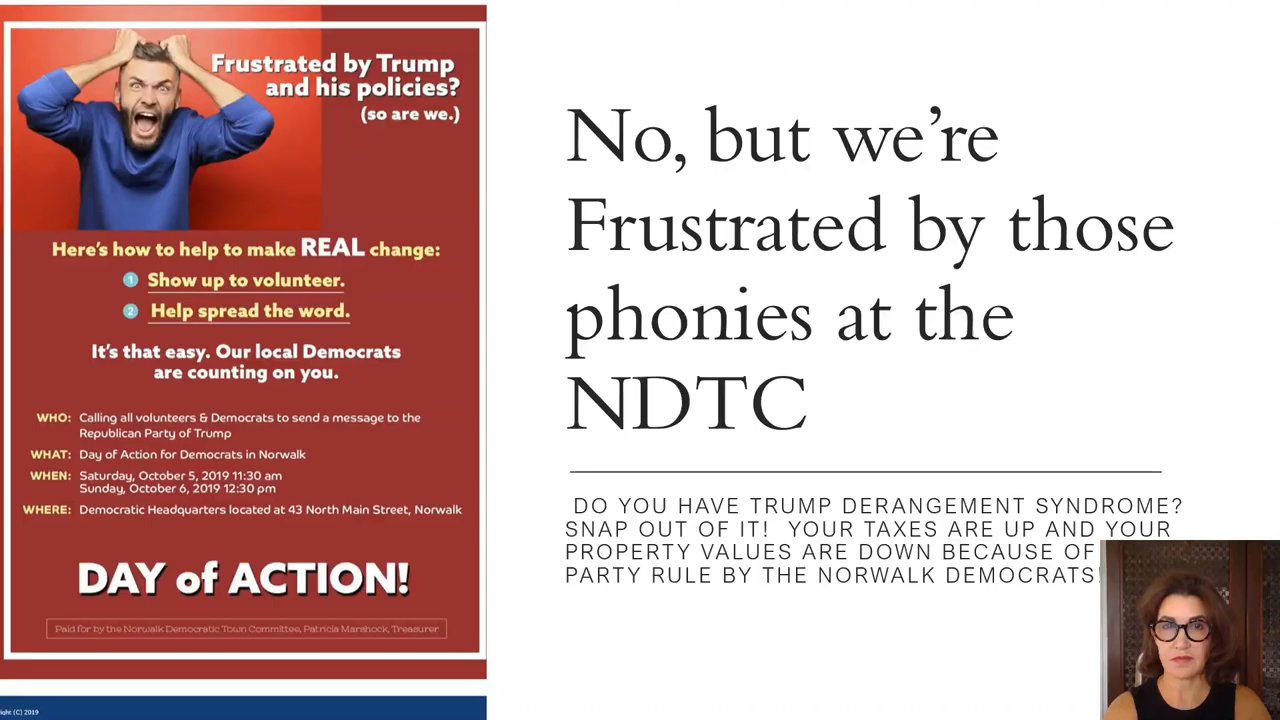 Frustrated by Trump
and his policies?
(so are we.)
Here's how to help to make REAL change:
1 Show up to volunteer.
2 Help spread the word.
It's that easy. Our local Democrats
are counting on you.
WHO: Calling all volunteers & Democrats to send a message to the
Republican Party of Trump
WHAT: Day of Action for Democrats in Norwalk
WHEN: Saturday, October 5, 2019 11:30 am
Sunday, October 6, 2019 12:30 pm
WHERE: Democratic Headquarters located at 43 North Main Street, Norwalk
DAY of ACTION!
Paid for by the Norwalk Democratic Town Committee, Patricia Marshock, Treasurer
(C) 2019
No, but we're
Frustrated by those
phonies at the
NDTC
DO YOU HAVE TRUMP DERANGEMENT SYNDROME?
SNAP OUT OF IT! YOUR TAXES ARE UP AND YOUR
PROPERTY VALUES ARE DOWN BECAUSE OF
PARTY RULE BY THE NORWALK DEMOCRATS!